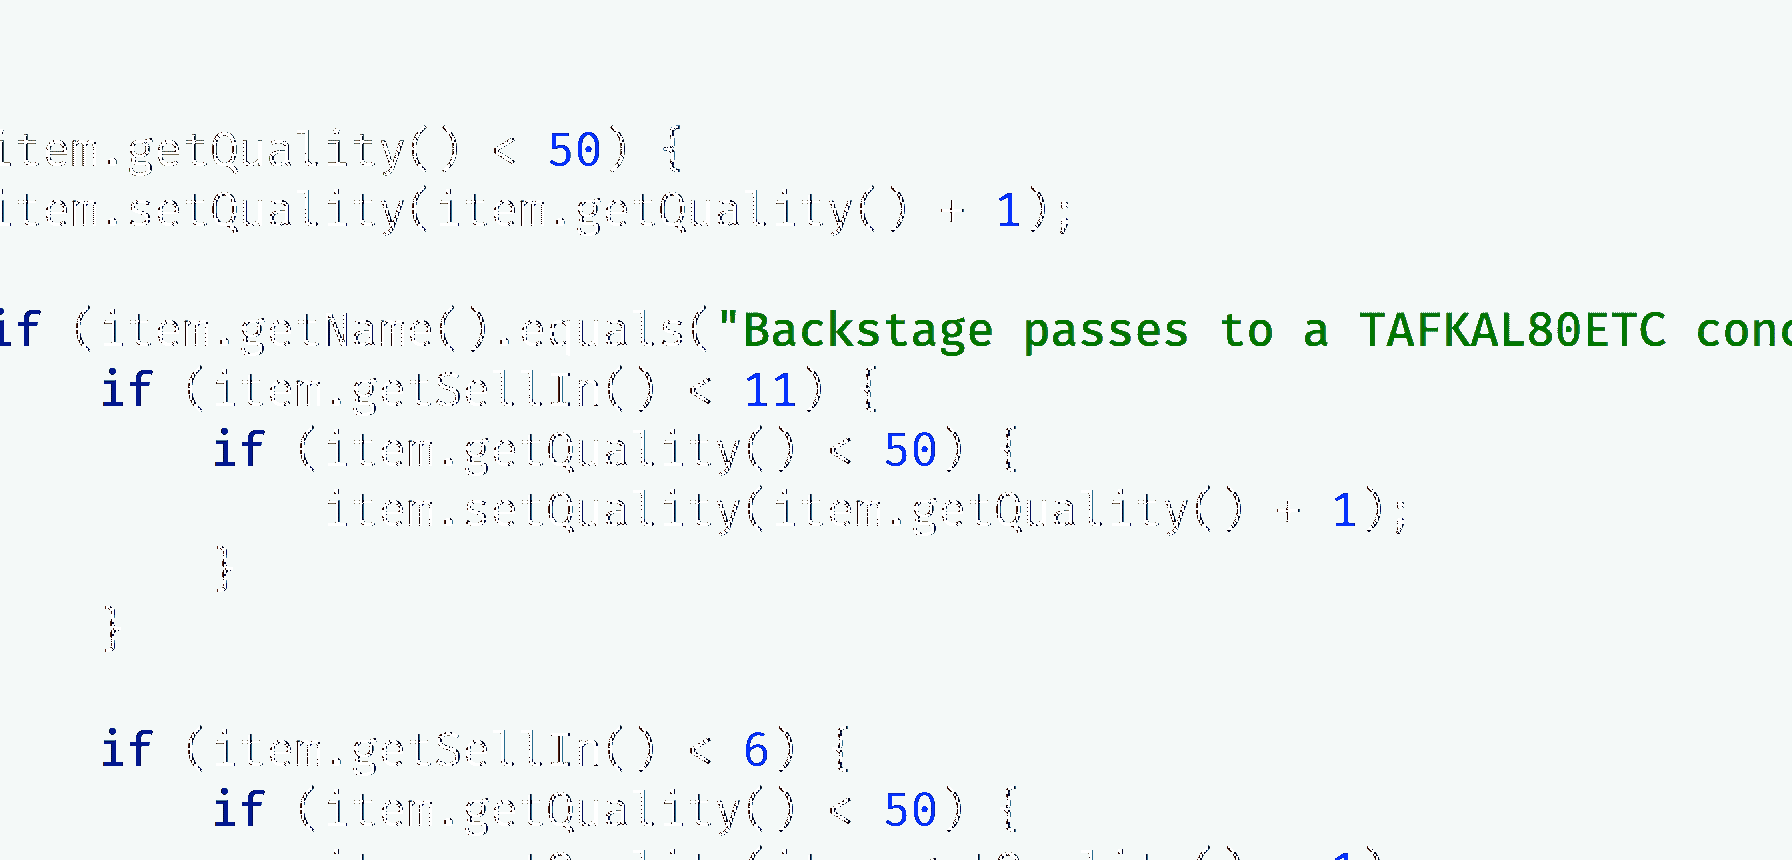 item.getQuality() < 50) {
item.setQuality(item.getQuality() + 1);
if (item.getName().equals("Backstage passes to a TAFKAL80ETC conc
if (item.getSellIn() < 11) {
if (item.getQuality() < 50) {
item.setQuality(item.getQuality() + 1);
}
}
if (item.getSellIn() < 6) {
if (item.getQuality() < 50) {